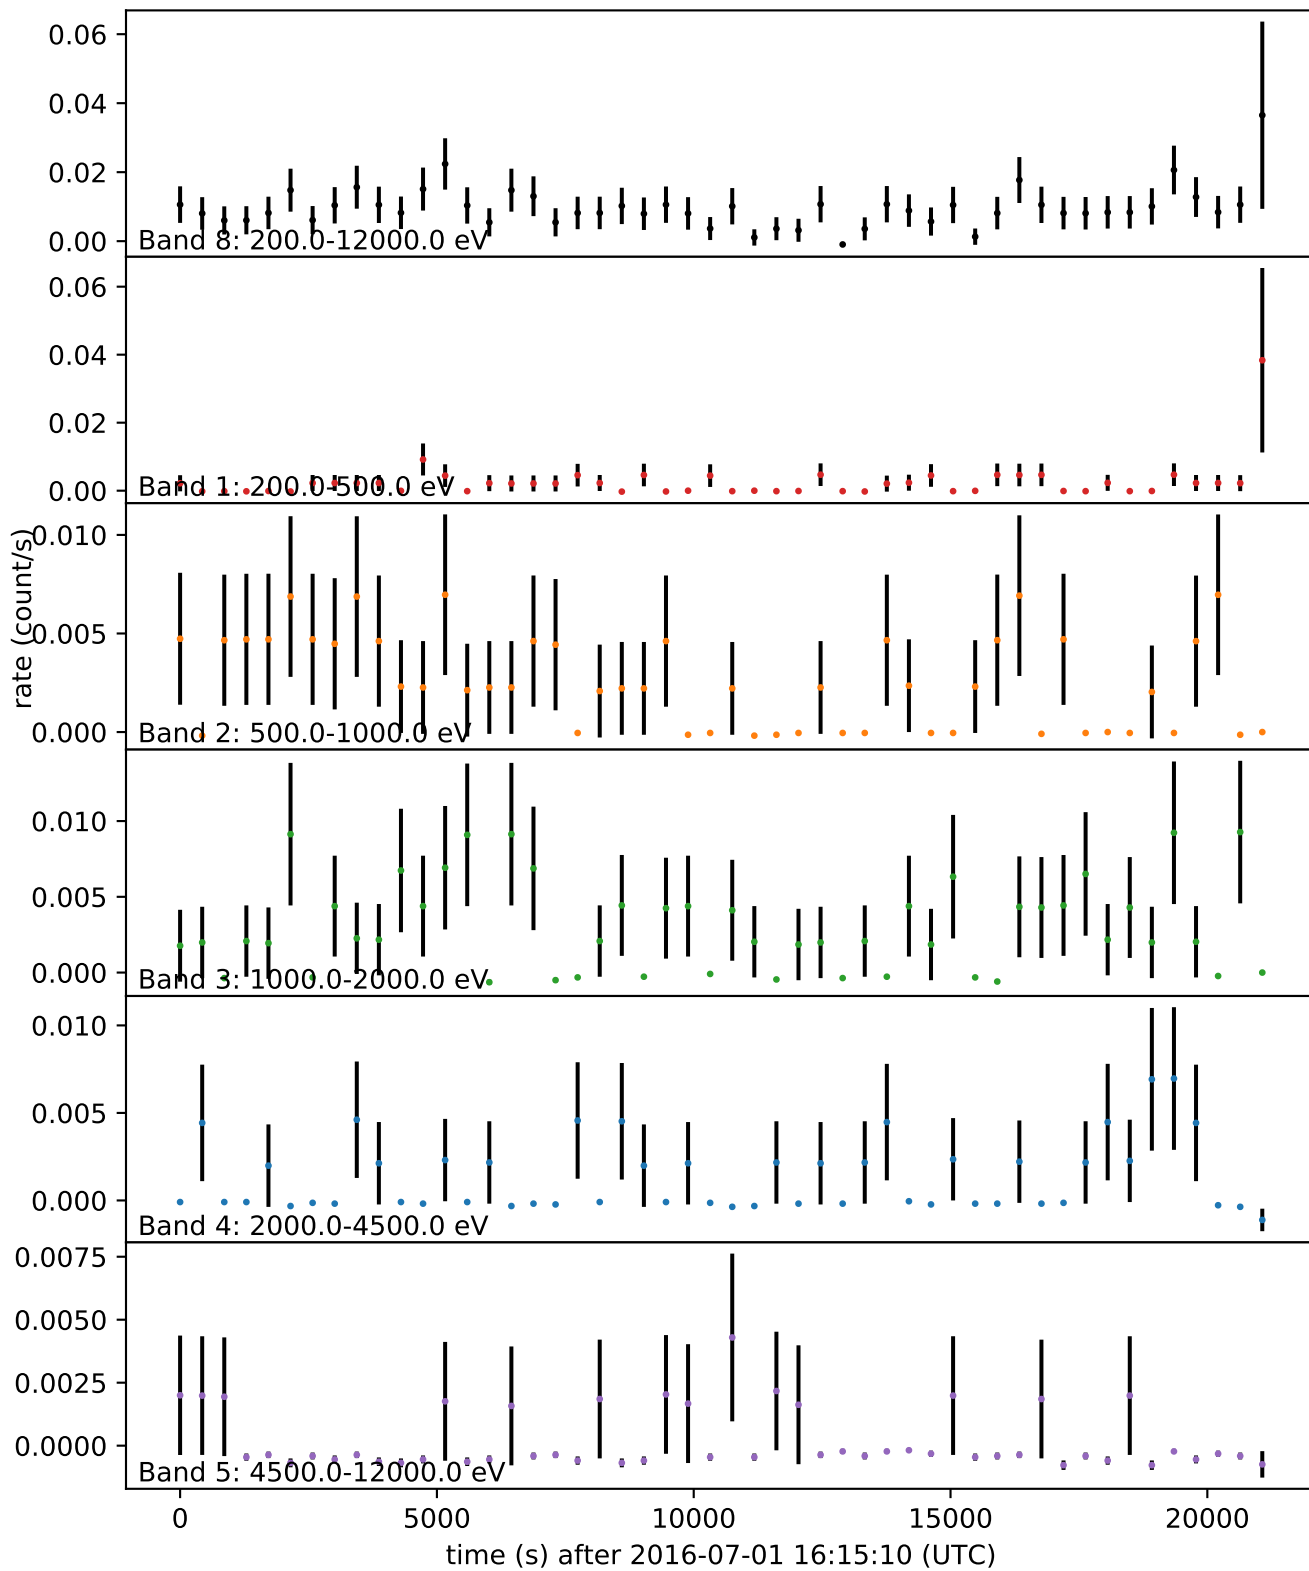 0.06
0.04
0.02
0.00
Band 8: 200.0-12000.0 eV
0.06
0.04
0.02
0.00
Band 1: 200.0-500.0 eV
rate (count/s)
0.010
0.005
0.000
Band 2: 500.0-1000.0 eV
0.010
0.005
0.000
Band 3: 1000.0-2000.0 eV
0.010
0.005
0.000
Band 4: 2000.0-4500.0 eV
0.0075
0.0050
0.0025
0.0000
Band 5: 4500.0-12000.0 eV
0 5000 10000 15000 20000
time (s) after 2016-07-01 16:15:10 (UTC)